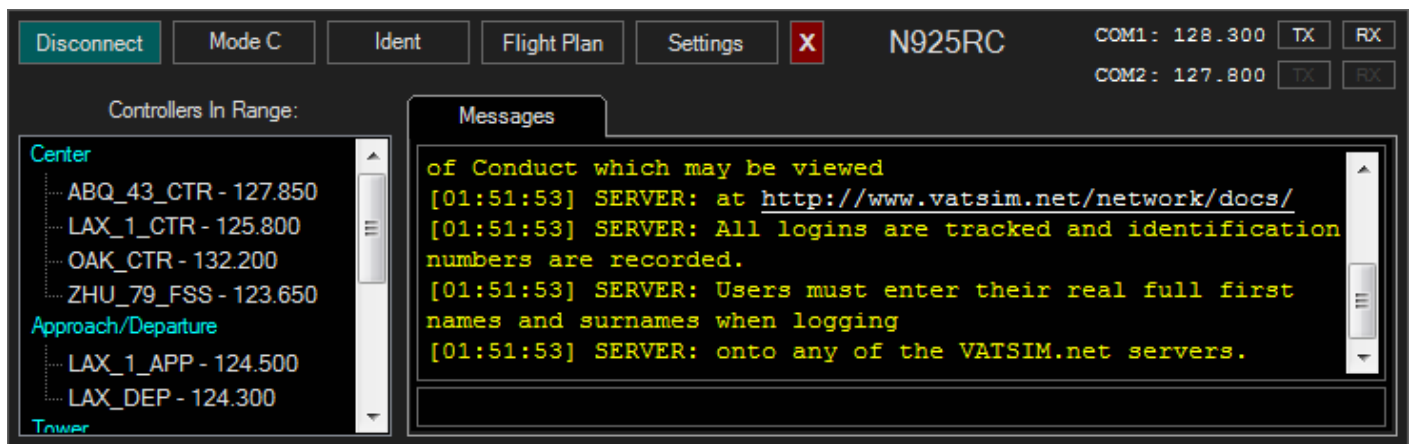 Disconnect Mode C Ident Flight Plan Settings X N925RC COM1: 128.300 TX RX
COM2: 127.800 TX RX
Controllers In Range:
Center
ABQ_43_CTR - 127.850
LAX_1_CTR - 125.800
OAK_CTR - 132.200
ZHU_79_FSS - 123.650
Approach/Departure
LAX_1_APP - 124.500
LAX_DEP - 124.300
Tower
Messages
of Conduct which may be viewed
[01:51:53] SERVER: at http://www.vatsim.net/network/docs/
[01:51:53] SERVER: All logins are tracked and identification
numbers are recorded.
[01:51:53] SERVER: Users must enter their real full first
names and surnames when logging
[01:51:53] SERVER: onto any of the VATSIM.net servers.